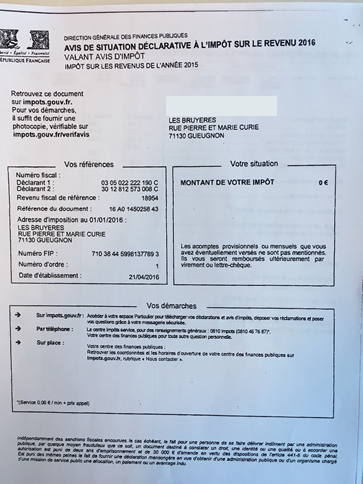 DIRECTION GÉNÉRALE DES FINANCES PUBLIQUES
AVIS DE SITUATION DÉCLARATIVE À L'IMPÔT SUR LE REVENU 2016
VALANT AVIS D'IMPÔT
IMPÔT SUR LES REVENUS DE L'ANNÉE 2015
Liberté • Égalité • Fraternité
RÉPUBLIQUE FRANÇAISE
Retrouvez ce document
sur impots.gouv.fr.
Pour vos démarches,
il suffit de fournir une
photocopie, vérifiable sur
impots.gouv.fr/verifavis
LES BRUYERES
RUE PIERRE ET MARIE CURIE
71130 GUEUGNON
Vos références
Numéro fiscal :
Déclarant 1 : 03 05 022 222 190 C
Déclarant 2 : 30 12 812 573 008 C
Revenu fiscal de référence : 18954
Référence du document : 16 A0 1450258 43
Adresse d'imposition au 01/01/2016 :
LES BRUYERES
RUE PIERRE ET MARIE CURIE
71130 GUEUGNON
Numéro FIP : 710 38 44 5998137789 3
Numéro d'ordre : 1
Date d'établissement : 21/04/2016
Votre situation
MONTANT DE VOTRE IMPÔT 0 €
Les acomptes provisionnels ou mensuels que vous
avez éventuellement versés ne sont pas mentionnés.
Ils vous seront remboursés ultérieurement par
virement ou lettre-chèque.
Vos démarches
Sur impots.gouv.fr : Accéder à votre espace Particulier pour télécharger vos déclarations et avis d'impôts, déposer vos réclamations et poser
vos questions grâce à votre messagerie sécurisée.
Par téléphone : Le centre impôts service, pour des renseignements généraux : 0810 impots (0810 46 76 87)*.
Votre centre des finances publiques pour toute autre question personnelle.
Sur place : Votre centre des finances publiques :
Retrouver les coordonnées et les horaires d'ouverture de votre centre des finances publiques sur
impots.gouv.fr, rubrique « Nous contacter ».
*(Service 0,06 € / min + prix appel)
Indépendamment des sanctions fiscales encourues le cas échéant, le fait pour une personne de se faire délivrer indûment par une administration
publique, par quelque moyen frauduleux que ce soit, un document destiné à constater un droit, une identité ou une qualité ou à accorder une
autorisation est puni de deux ans d'emprisonnement et de 30 000 € d'amende en vertu des dispositions de l'article 441-6 du code pénal.
Est puni des mêmes peines le fait de fournir une déclaration mensongère en vue d'obtenir d'une administration publique ou d'un organisme chargé
d'une mission de service public une allocation, un paiement ou un avantage indu.